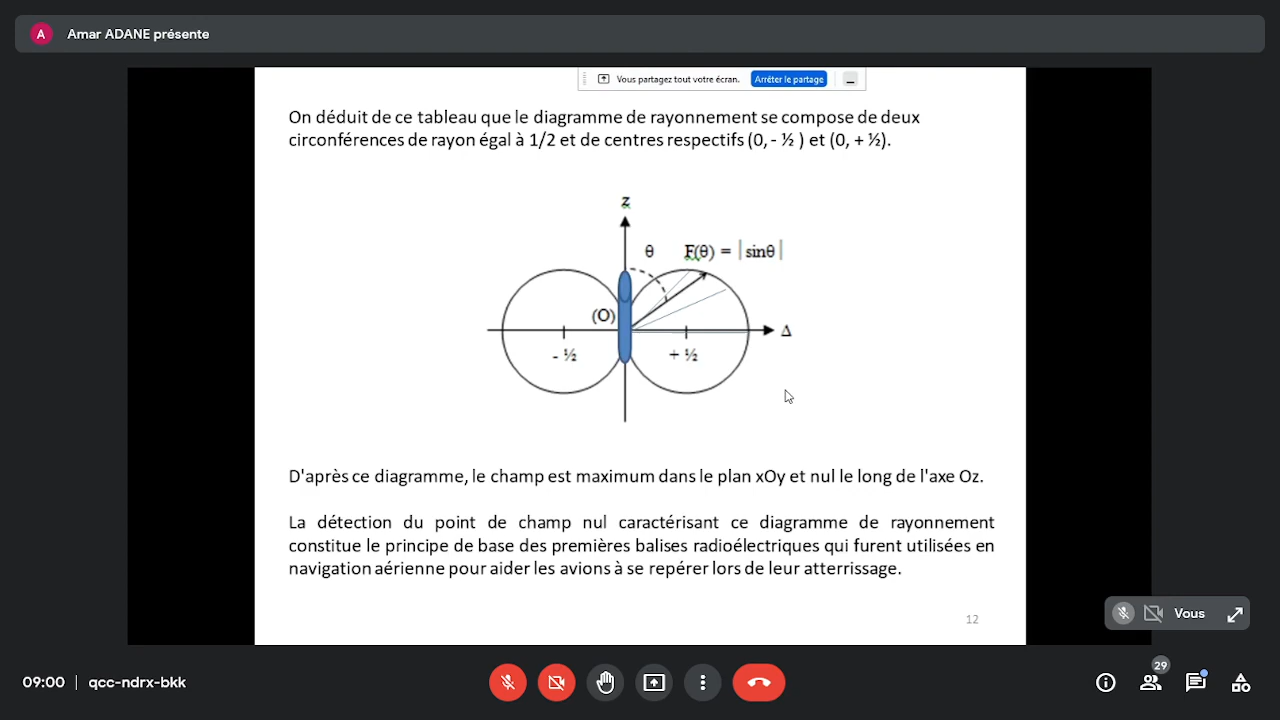 A Amar ADANE présente
Vous partagez tout votre écran. Arrêter le partage
On déduit de ce tableau que le diagramme de rayonnement se compose de deux
circonférences de rayon égal à 1/2 et de centres respectifs (0, - ½ ) et (0, + ½).
z
θ F(θ) = | sinθ |
(O)
Δ
- ½ + ½
D'après ce diagramme, le champ est maximum dans le plan xOy et nul le long de l'axe Oz.
La détection du point de champ nul caractérisant ce diagramme de rayonnement
constitue le principe de base des premières balises radioélectriques qui furent utilisées en
navigation aérienne pour aider les avions à se repérer lors de leur atterrissage.
12
Vous
09:00 | qcc-ndrx-bkk
29